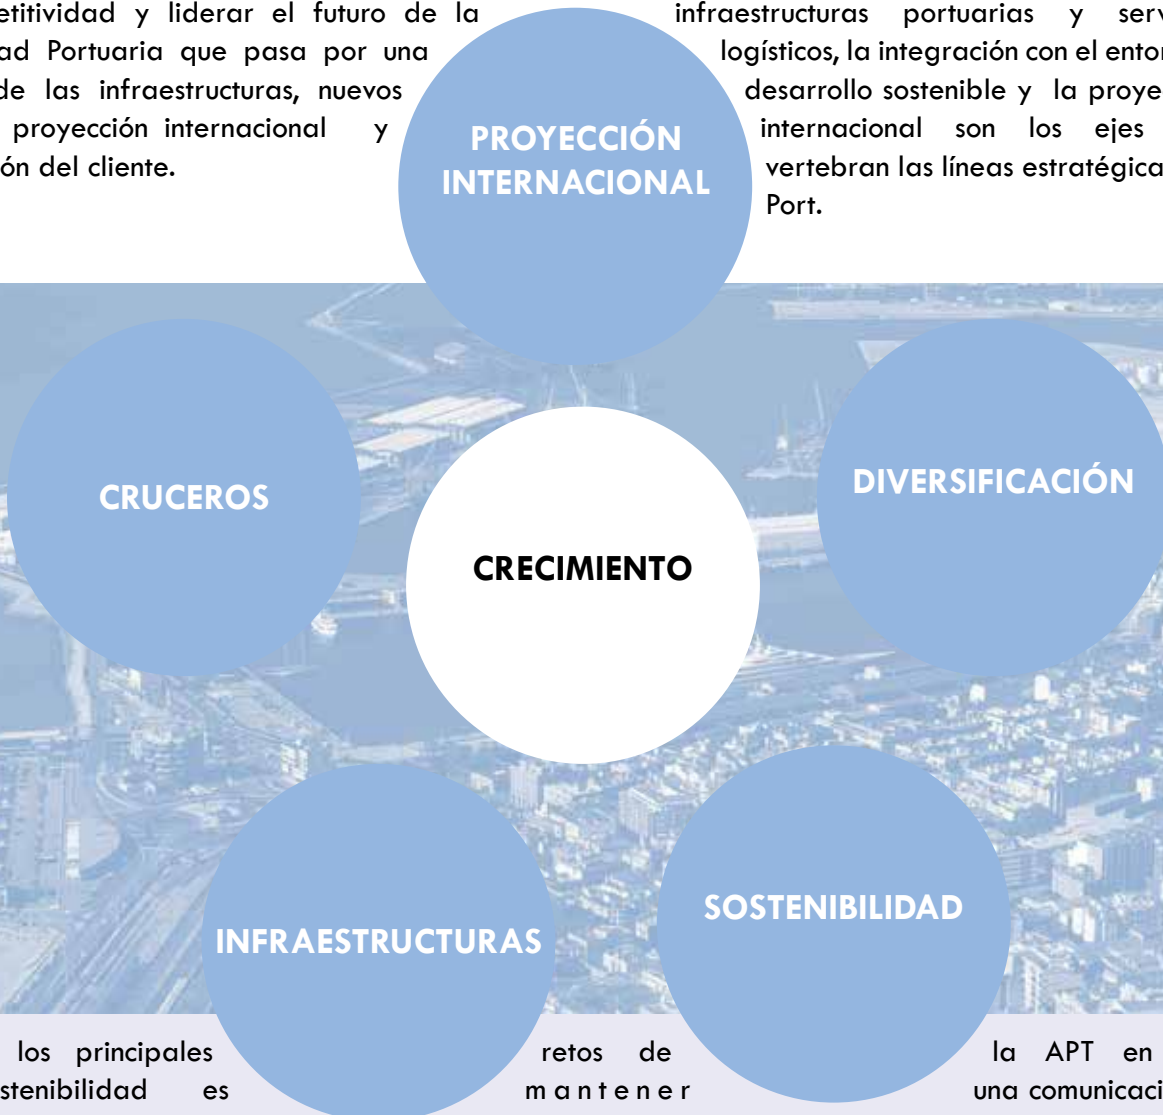 etitividad y liderar el futuro de la
ad Portuaria que pasa por una
de las infraestructuras, nuevos
proyección internacional y
ón del cliente.
infraestructuras portuarias y serv
logísticos, la integración con el entor
desarrollo sostenible y la proye
internacional son los ejes
vertebran las líneas estratégica
Port.
PROYECCIÓN
INTERNACIONAL
CRUCEROS
DIVERSIFICACIÓN
CRECIMIENTO
INFRAESTRUCTURAS
SOSTENIBILIDAD
los principales retos de la APT en
stenibilidad es mantener una comunicaci